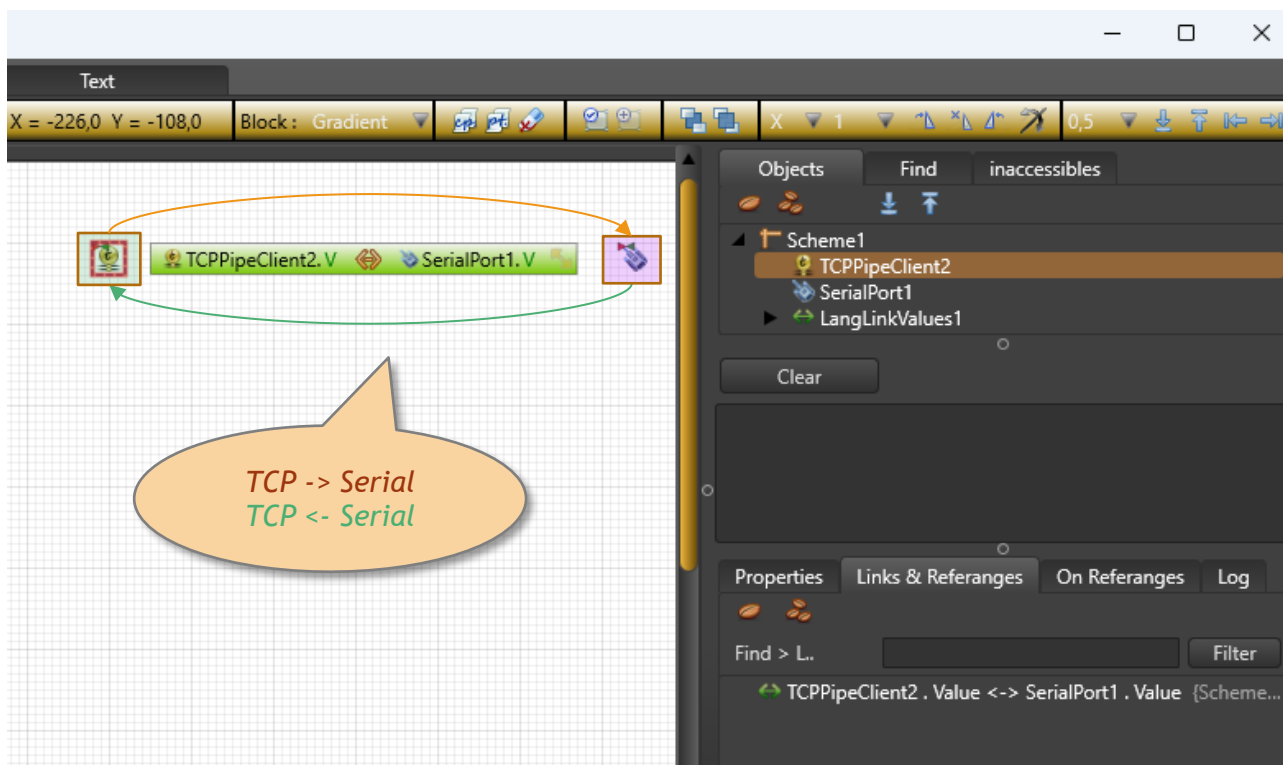 Text
X = -226,0 Y = -108,0 Block : Gradient X 1 0,5
Objects Find inaccessibles
Scheme1
TCPPipeClient2
SerialPort1
LangLinkValues1
TCPPipeClient2. V SerialPort1. V
Clear
TCP -> Serial
TCP <- Serial
Properties Links & Referanges On Referanges Log
Find > L..
Filter
TCPPipeClient2 . Value <-> SerialPort1 . Value {Scheme...